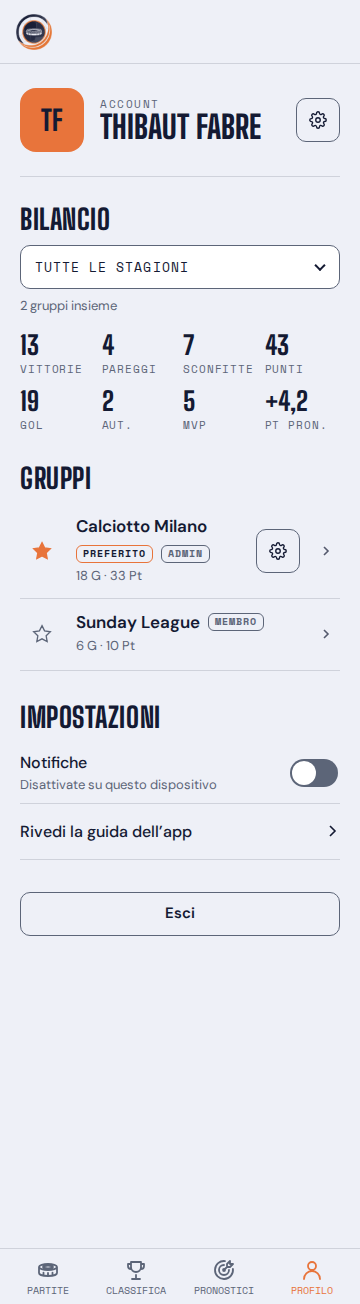 TF
ACCOUNT
THIBAUT FABRE
BILANCIO
TUTTE LE STAGIONI
2 gruppi insieme
13 4 7 43
VITTORIE PAREGGI SCONFITTE PUNTI
19 2 5 +4,2
GOL AUT. MVP PT PRON.
GRUPPI
Calciotto Milano
PREFERITO ADMIN
18 G · 33 Pt
Sunday League MEMBRO
6 G · 10 Pt
IMPOSTAZIONI
Notifiche
Disattivate su questo dispositivo
Rivedi la guida dell’app
Esci
PARTITE CLASSIFICA PRONOSTICI PROFILO